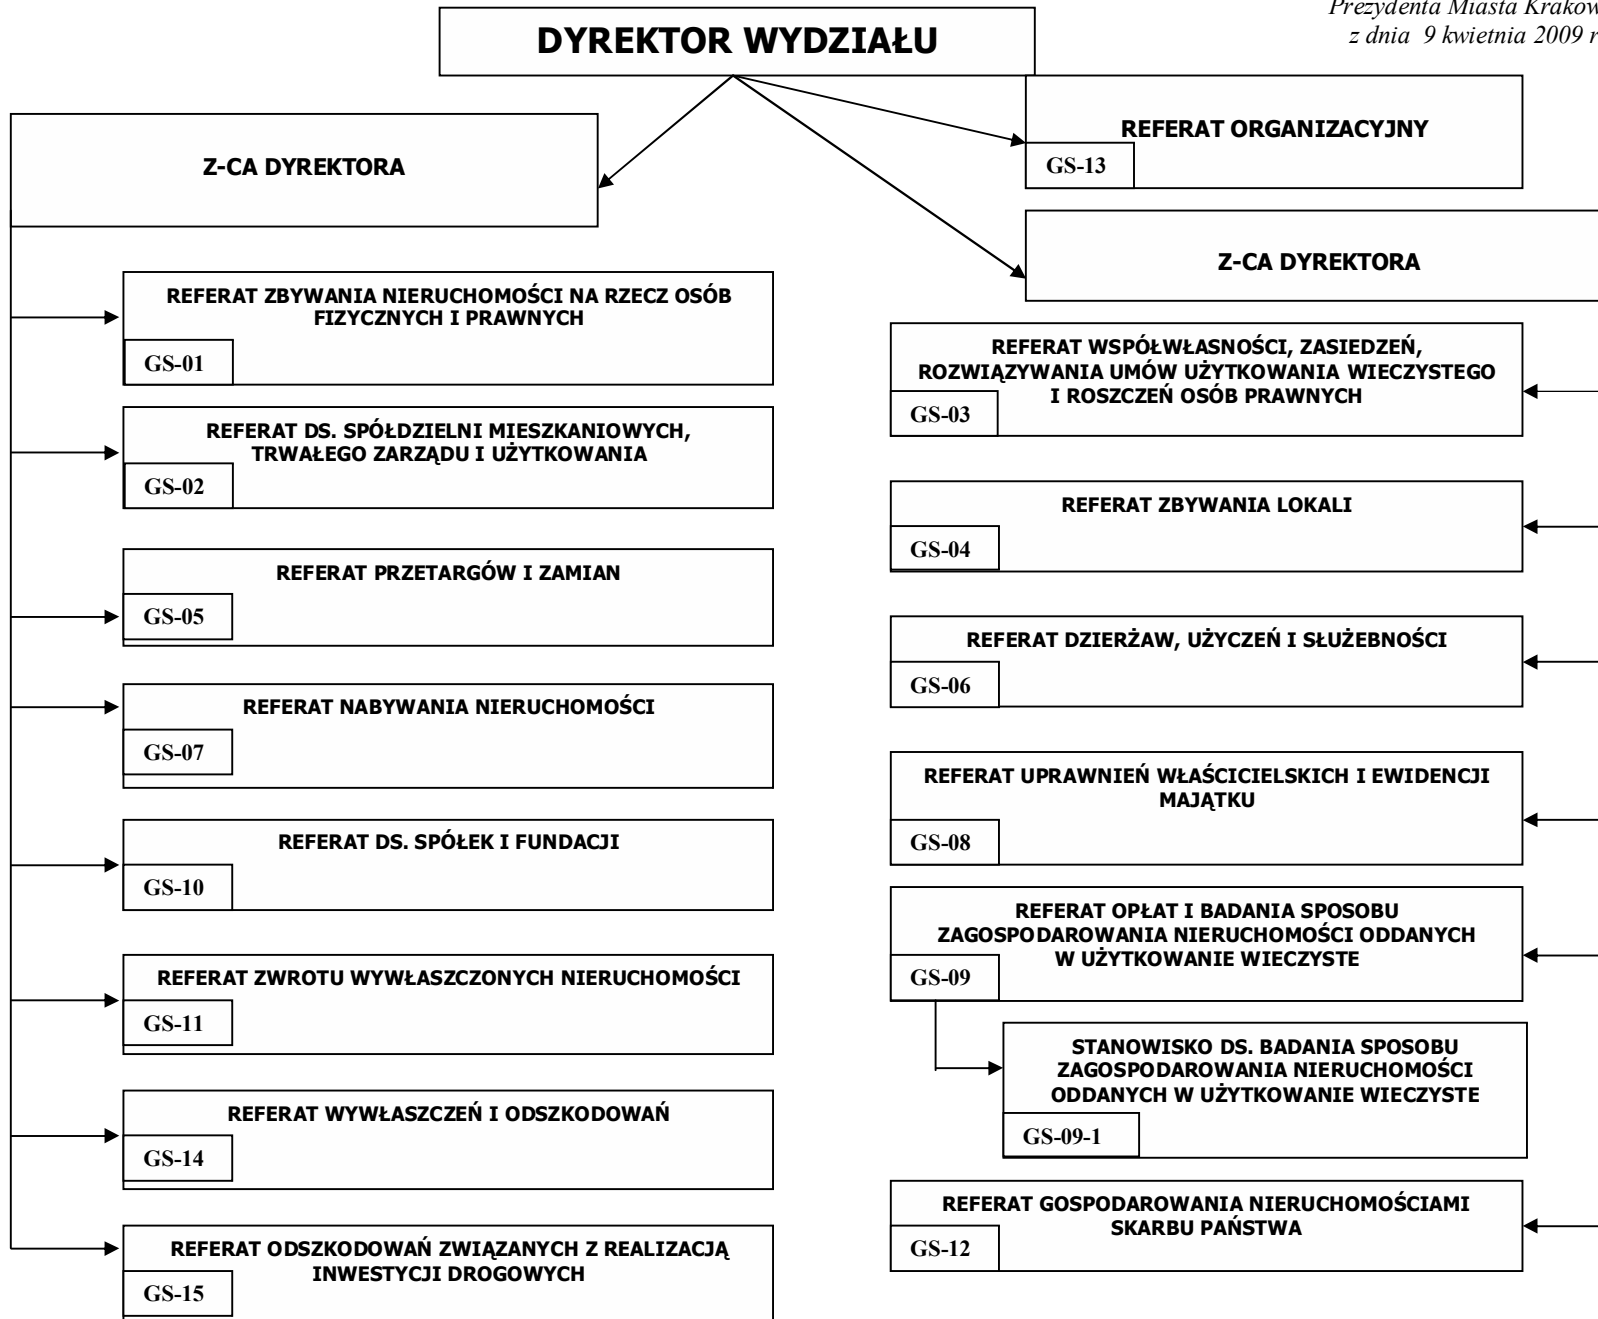 Prezydenta Miasta Krakow
z dnia 9 kwietnia 2009 r
DYREKTOR WYDZIAŁU
REFERAT ORGANIZACYJNY
GS-13
Z-CA DYREKTORA
Z-CA DYREKTORA
REFERAT ZBYWANIA NIERUCHOMOŚCI NA RZECZ OSÓB
FIZYCZNYCH I PRAWNYCH
GS-01
REFERAT DS. SPÓŁDZIELNI MIESZKANIOWYCH,
TRWAŁEGO ZARZĄDU I UŻYTKOWANIA
GS-02
REFERAT PRZETARGÓW I ZAMIAN
GS-05
REFERAT NABYWANIA NIERUCHOMOŚCI
GS-07
REFERAT DS. SPÓŁEK I FUNDACJI
GS-10
REFERAT ZWROTU WYWŁASZCZONYCH NIERUCHOMOŚCI
GS-11
REFERAT WYWŁASZCZEŃ I ODSZKODOWAŃ
GS-14
REFERAT ODSZKODOWAŃ ZWIĄZANYCH Z REALIZACJĄ
INWESTYCJI DROGOWYCH
GS-15
REFERAT WSPÓŁWŁASNOŚCI, ZASIEDZEŃ,
ROZWIĄZYWANIA UMÓW UŻYTKOWANIA WIECZYSTEGO
I ROSZCZEŃ OSÓB PRAWNYCH
GS-03
REFERAT ZBYWANIA LOKALI
GS-04
REFERAT DZIERŻAW, UŻYCZEŃ I SŁUŻEBNOŚCI
GS-06
REFERAT UPRAWNIEŃ WŁAŚCICIELSKICH I EWIDENCJI
MAJĄTKU
GS-08
REFERAT OPŁAT I BADANIA SPOSOBU
ZAGOSPODAROWANIA NIERUCHOMOŚCI ODDANYCH
W UŻYTKOWANIE WIECZYSTE
GS-09
STANOWISKO DS. BADANIA SPOSOBU
ZAGOSPODAROWANIA NIERUCHOMOŚCI
ODDANYCH W UŻYTKOWANIE WIECZYSTE
GS-09-1
REFERAT GOSPODAROWANIA NIERUCHOMOŚCIAMI
SKARBU PAŃSTWA
GS-12